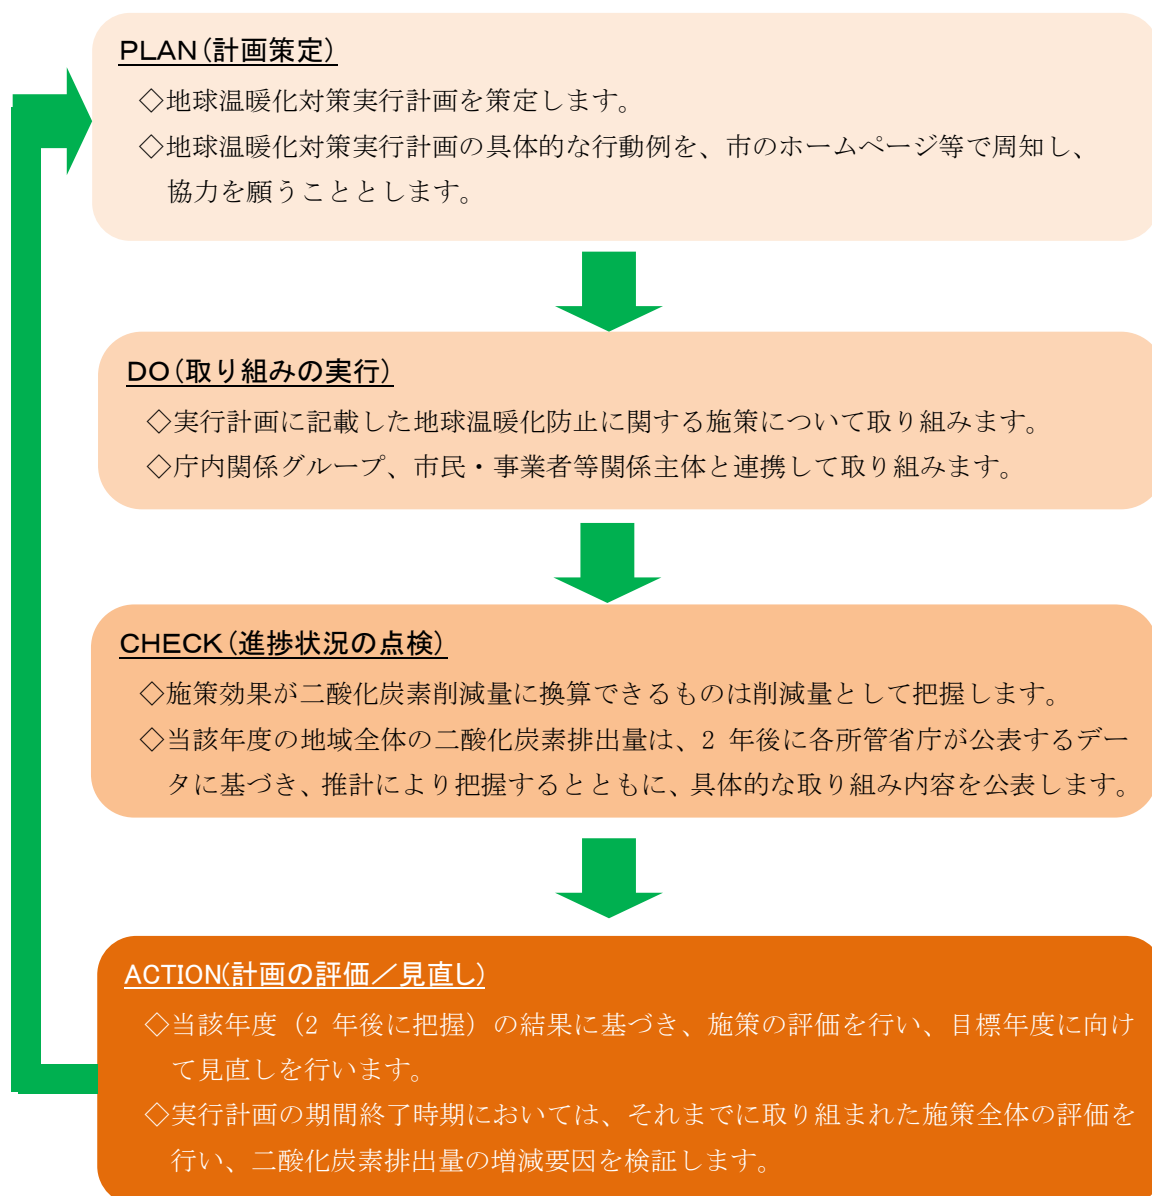 PLAN(計画策定)
◇地球温暖化対策実行計画を策定します。
◇地球温暖化対策実行計画の具体的な行動例を、市のホームページ等で周知し、
協力を願うこととします。
DO(取り組みの実行)
◇実行計画に記載した地球温暖化防止に関する施策について取り組みます。
◇庁内関係グループ、市民・事業者等関係主体と連携して取り組みます。
CHECK(進捗状況の点検)
◇施策効果が二酸化炭素削減量に換算できるものは削減量として把握します。
◇当該年度の地域全体の二酸化炭素排出量は、2 年後に各所管省庁が公表するデー
タに基づき、推計により把握するとともに、具体的な取り組み内容を公表します。
ACTION(計画の評価／見直し)
◇当該年度（2 年後に把握）の結果に基づき、施策の評価を行い、目標年度に向け
て見直しを行います。
◇実行計画の期間終了時期においては、それまでに取り組まれた施策全体の評価を
行い、二酸化炭素排出量の増減要因を検証します。